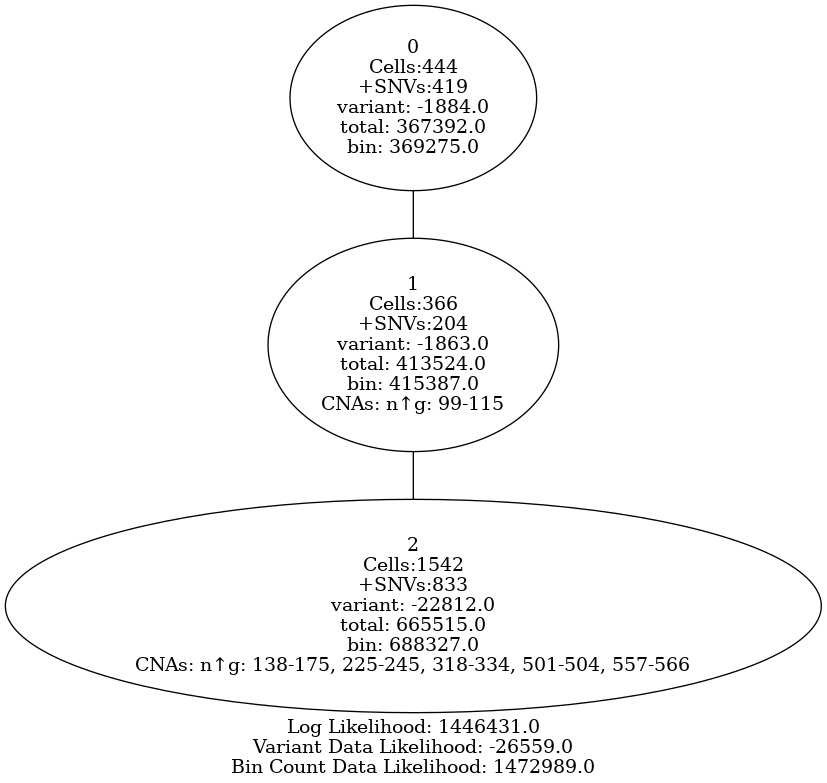 0
Cells:444
+SNVs:419
variant: -1884.0
total: 367392.0
bin: 369275.0
1
Cells:366
+SNVs:204
variant: -1863.0
total: 413524.0
bin: 415387.0
CNAs: n↑g: 99-115
2
Cells:1542
+SNVs:833
variant: -22812.0
total: 665515.0
bin: 688327.0
CNAs: n↑g: 138-175, 225-245, 318-334, 501-504, 557-566
Log Likelihood: 1446431.0
Variant Data Likelihood: -26559.0
Bin Count Data Likelihood: 1472989.0